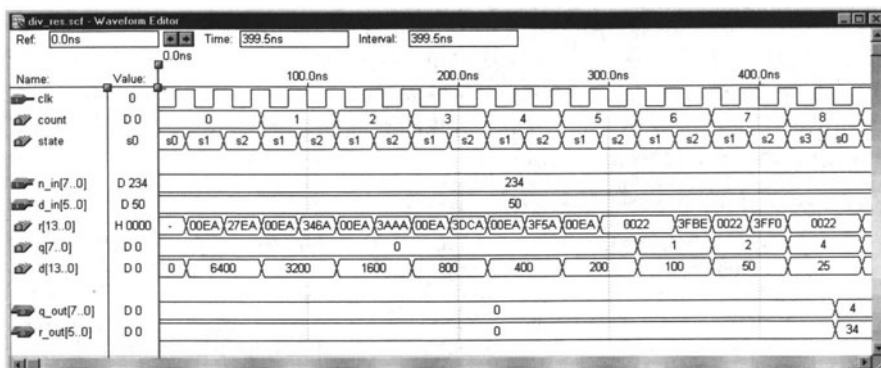 div_res.scf - Waveform Editor
Ref: 0.0ns Time: 399.5ns Interval: 399.5ns
0.0ns
Name: Value: 100.0ns 200.0ns 300.0ns 400.0ns
clk 0
count D 0 0 1 2 3 4 5 6 7 8
state s0 s0 s1 s2 s1 s2 s1 s2 s1 s2 s1 s2 s1 s2 s1 s2 s1 s2 s3 s0
n_in[7..0] D 234 234
d_in[5..0] D 50 50
r[13..0] H 0000 - 00EA 27EA 00EA 346A 00EA 3AAA 00EA 3DCA 00EA 3F5A 00EA 0022 3FBE 0022 3FF0 0022
q[7..0] D 0 0 1 2 4
d[13..0] D 0 0 6400 3200 1600 800 400 200 100 50 25
q_out[7..0] D 0 0 4
r_out[5..0] D 0 0 34